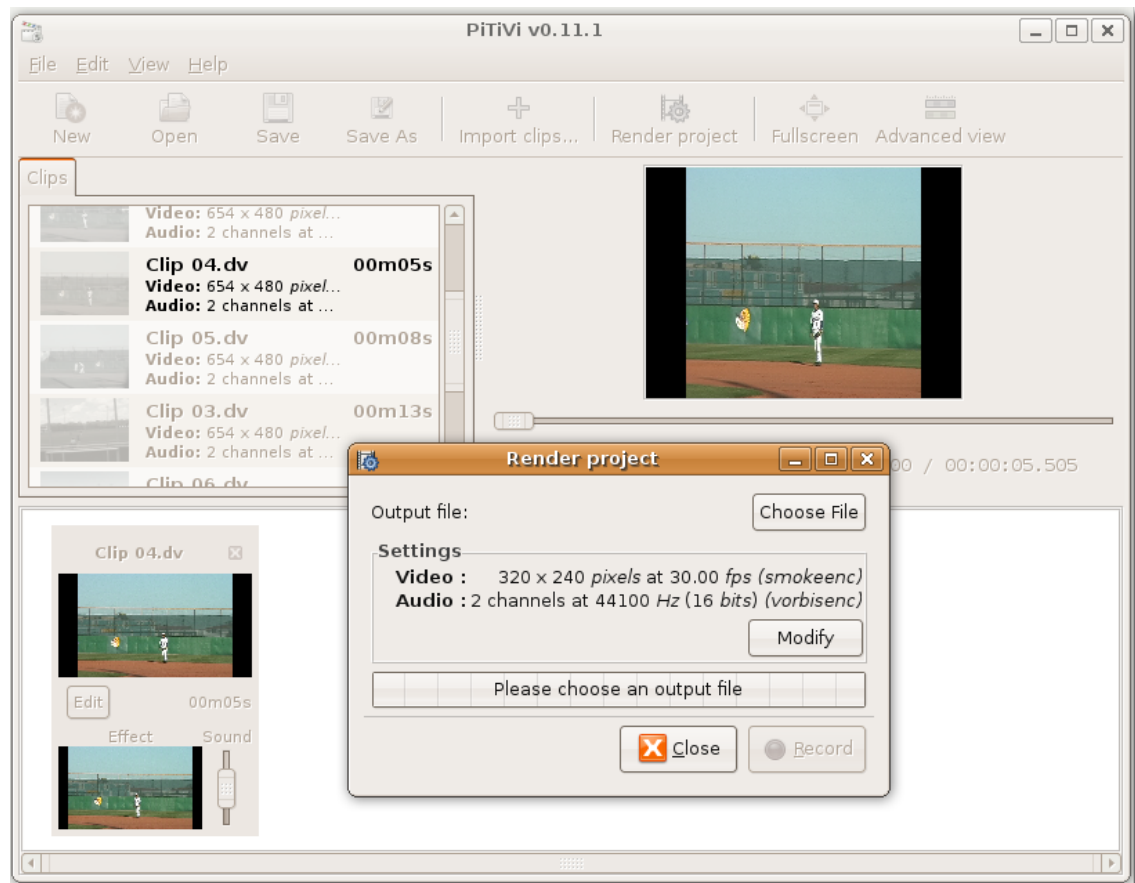 PiTiVi v0.11.1
File Edit View Help
New Open Save Save As Import clips... Render project Fullscreen Advanced view
Clips
Video: 654 x 480 pixel...
Audio: 2 channels at ...
Clip 04.dv 00m05s
Video: 654 x 480 pixel...
Audio: 2 channels at ...
Clip 05.dv 00m08s
Video: 654 x 480 pixel...
Audio: 2 channels at ...
Clip 03.dv 00m13s
Video: 654 x 480 pixel...
Audio: 2 channels at ...
Clip 06.dv
00 / 00:00:05.505
Render project
Output file: Choose File
Settings
Video : 320 x 240 pixels at 30.00 fps (smokeenc)
Audio : 2 channels at 44100 Hz (16 bits) (vorbisenc)
Modify
Please choose an output file
Close Record
Clip 04.dv
Edit 00m05s
Effect Sound